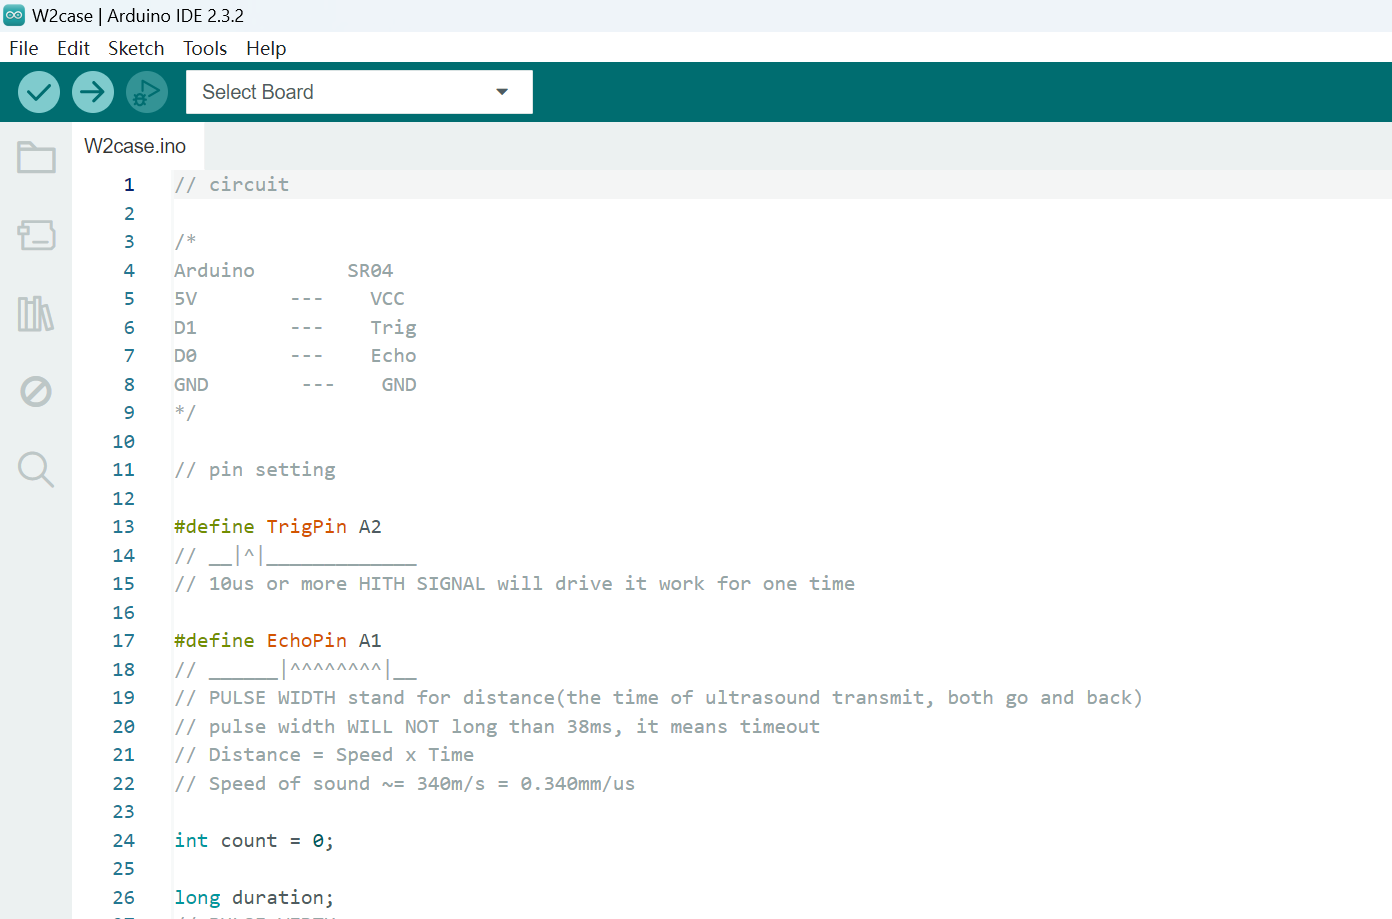 W2case | Arduino IDE 2.3.2
File Edit Sketch Tools Help
Select Board
W2case.ino
1 // circuit
2
3 /*
4 Arduino        SR04
5 5V        ---    VCC
6 D1        ---    Trig
7 D0        ---    Echo
8 GND        ---    GND
9 */
10
11 // pin setting
12
13 #define TrigPin A2
14 // __|^|_____________
15 // 10us or more HITH SIGNAL will drive it work for one time
16
17 #define EchoPin A1
18 // ______|^^^^^^^^|__
19 // PULSE WIDTH stand for distance(the time of ultrasound transmit, both go and back)
20 // pulse width WILL NOT long than 38ms, it means timeout
21 // Distance = Speed x Time
22 // Speed of sound ~= 340m/s = 0.340mm/us
23
24 int count = 0;
25
26 long duration;